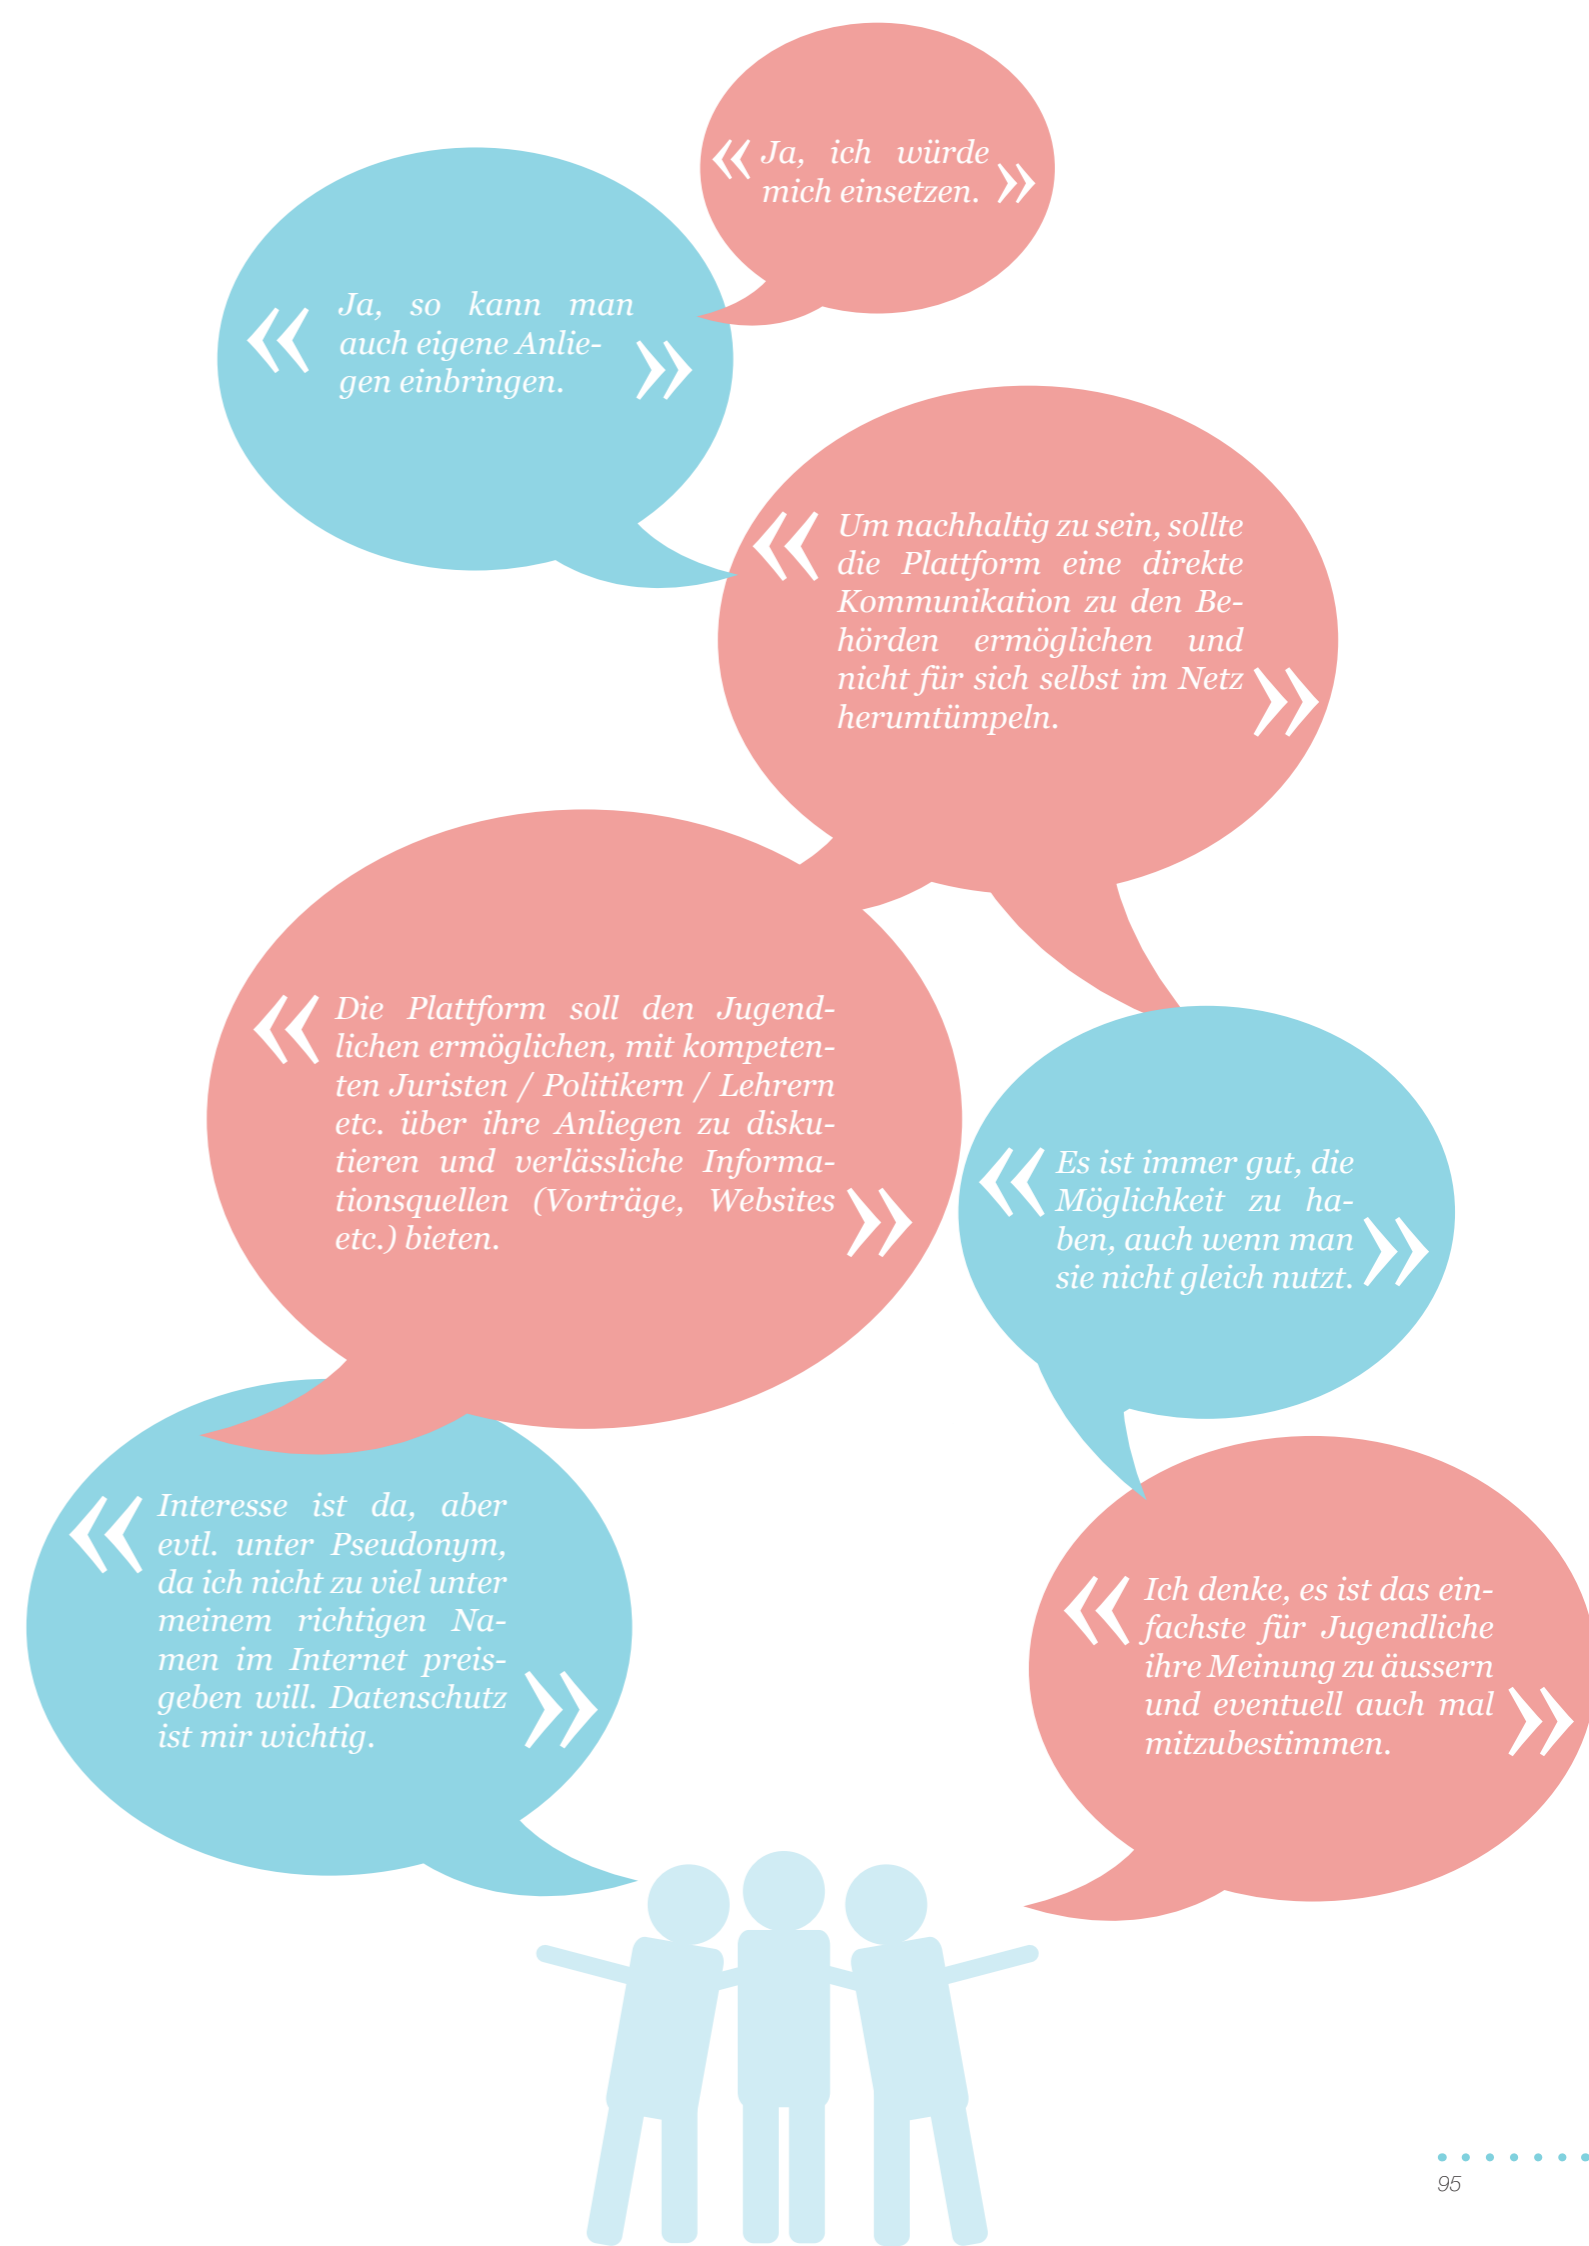 « Ja, ich würde
mich einsetzen. »
« Ja, so kann man
auch eigene Anlie-
gen einbringen. »
« Um nachhaltig zu sein, sollte
die Plattform eine direkte
Kommunikation zu den Be-
hörden ermöglichen und
nicht für sich selbst im Netz
herumtümpeln. »
« Die Plattform soll den Jugend-
lichen ermöglichen, mit kompeten-
ten Juristen / Politikern / Lehrern
etc. über ihre Anliegen zu disku-
tieren und verlässliche Informa-
tionsquellen (Vorträge, Websites
etc.) bieten. »
« Es ist immer gut, die
Möglichkeit zu ha-
ben, auch wenn man
sie nicht gleich nutzt. »
« Interesse ist da, aber
evtl. unter Pseudonym,
da ich nicht zu viel unter
meinem richtigen Na-
men im Internet preis-
geben will. Datenschutz
ist mir wichtig. »
« Ich denke, es ist das ein-
fachste für Jugendliche
ihre Meinung zu äussern
und eventuell auch mal
mitzubestimmen. »
95